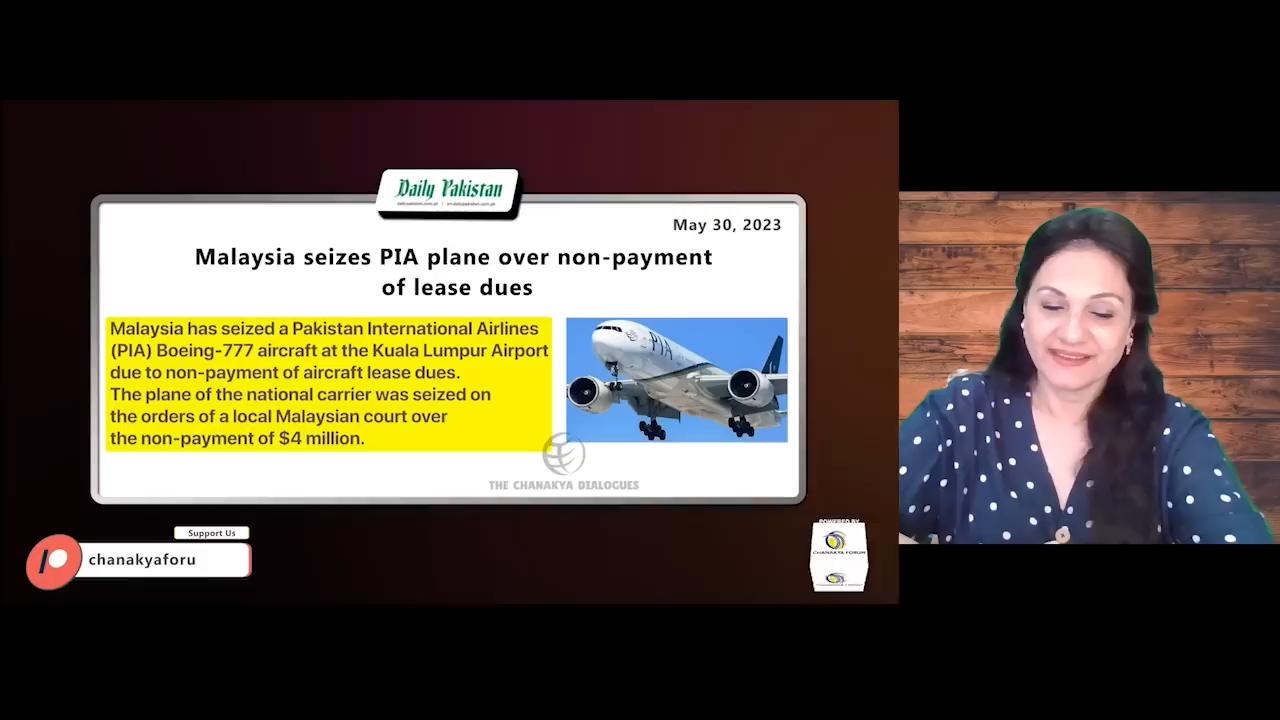 Daily Pakistan
May 30, 2023
Malaysia seizes PIA plane over non-payment
of lease dues
Malaysia has seized a Pakistan International Airlines
(PIA) Boeing-777 aircraft at the Kuala Lumpur Airport
due to non-payment of aircraft lease dues.
The plane of the national carrier was seized on
the orders of a local Malaysian court over
the non-payment of $4 million.
PIA
THE CHANAKYA DIALOGUES
Support Us
chanakyaforu
POWERED BY
CHANAKYA FORUM